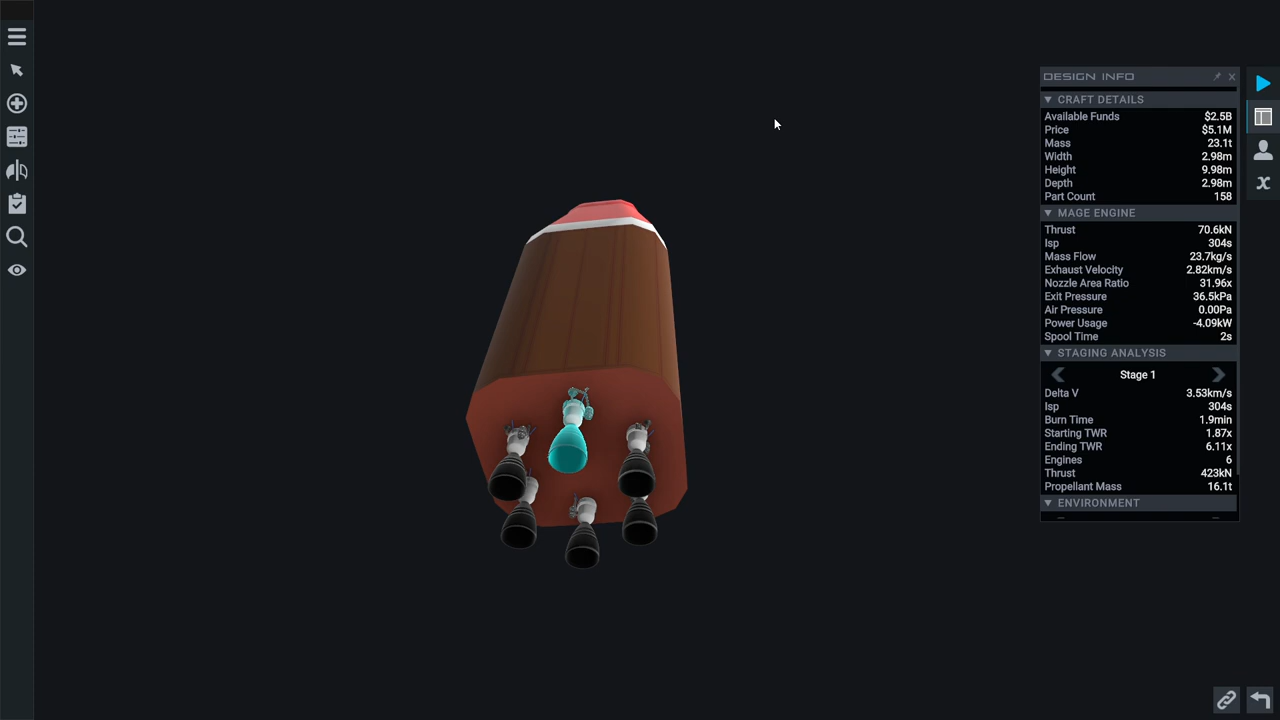 DESIGN INFO
CRAFT DETAILS
Available Funds $2.5B
Price $5.1M
Mass 23.1t
Width 2.98m
Height 9.98m
Depth 2.98m
Part Count 158
MAGE ENGINE
Thrust 70.6kN
Isp 304s
Mass Flow 23.7kg/s
Exhaust Velocity 2.82km/s
Nozzle Area Ratio 31.96x
Exit Pressure 36.5kPa
Air Pressure 0.00Pa
Power Usage -4.09kW
Spool Time 2s
STAGING ANALYSIS
Stage 1
Delta V 3.53km/s
Isp 304s
Burn Time 1.9min
Starting TWR 1.87x
Ending TWR 6.11x
Engines 6
Thrust 423kN
Propellant Mass 16.1t
ENVIRONMENT